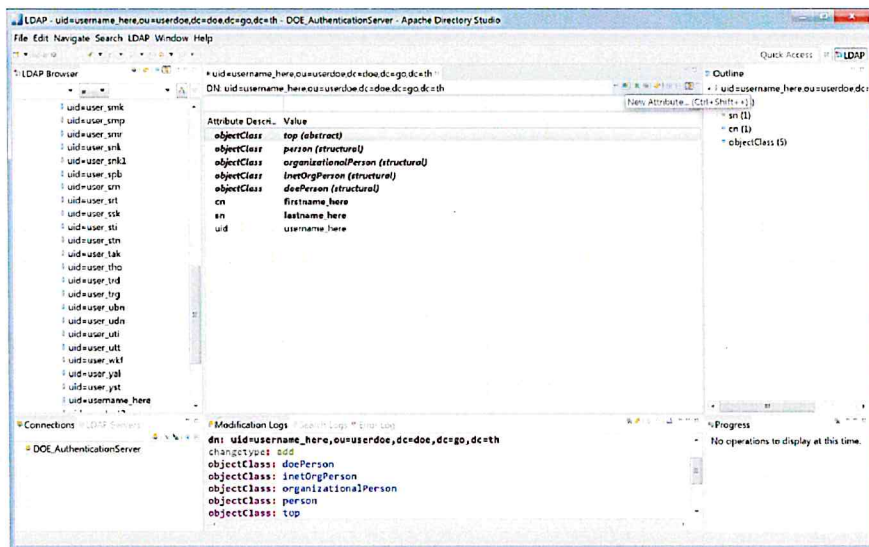 LDAP - uid=username_here,ou=userdoe,dc=doe,dc=go,dc=th - DOE_AuthenticationServer - Apache Directory Studio
File Edit Navigate Search LDAP Window Help
Quick Access
LDAP
LDAP Browser
uid=user_smk
uid=user_smp
uid=user_smr
uid=user_snk
uid=user_snk1
uid=user_spb
uid=user_srn
uid=user_srt
uid=user_ssk
uid=user_sti
uid=user_stn
uid=user_tak
uid=user_tho
uid=user_trd
uid=user_trg
uid=user_ubn
uid=user_udn
uid=user_uti
uid=user_utt
uid=user_wkf
uid=user_yal
uid=user_yst
uid=username_here
uid=username_here,ou=userdoe,dc=doe,dc=go,dc=th
DN: uid=username_here,ou=userdoe,dc=doe,dc=go,dc=th
New Attribute... (Ctrl+Shift++)
Attribute Descri... Value
objectClass top (abstract)
objectClass person (structural)
objectClass organizationalPerson (structural)
objectClass inetOrgPerson (structural)
objectClass doePerson (structural)
cn firstname_here
sn lastname_here
uid username_here
Outline
uid=username_here,ou=userdoe,dc=
sn (1)
cn (1)
objectClass (5)
Connections LDAP Servers
DOE_AuthenticationServer
Modification Logs Search Logs Error Log
dn: uid=username_here,ou=userdoe,dc=doe,dc=go,dc=th
changetype: add
objectClass: doePerson
objectClass: inetOrgPerson
objectClass: organizationalPerson
objectClass: person
objectClass: top
Progress
No operations to display at this time.